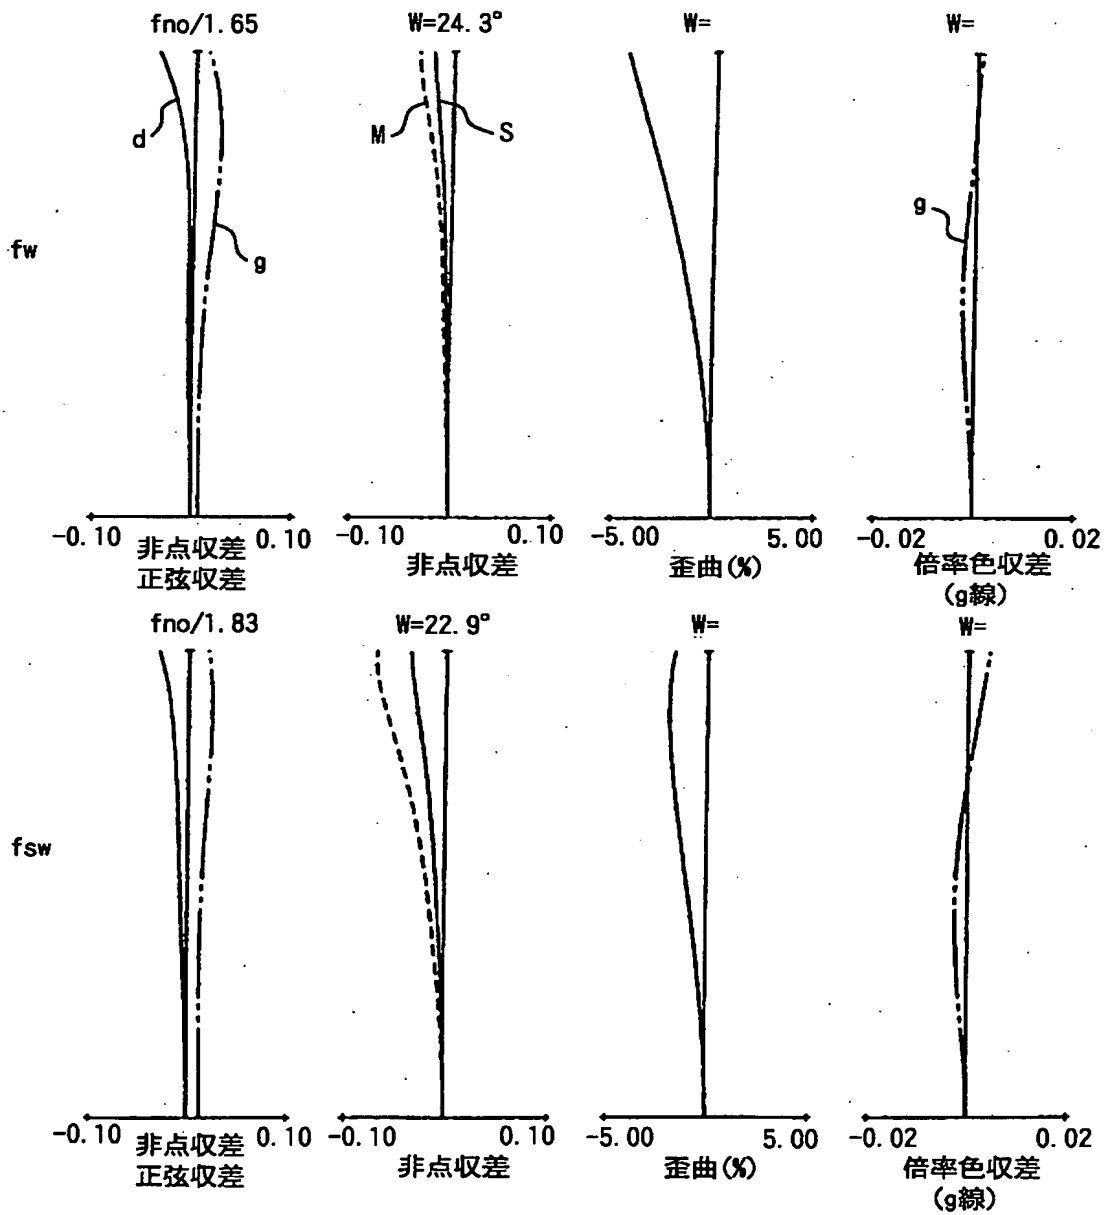 fno/1.65
W=24.3°
W=
W=
d
M
S
g
g
fw
-0.10
0.10
-0.10
0.10
-5.00
5.00
-0.02
0.02
非点収差
正弦収差
非点収差
歪曲(%)
倍率色収差
(g線)
fno/1.83
W=22.9°
W=
W=
fsw
-0.10
0.10
-0.10
0.10
-5.00
5.00
-0.02
0.02
非点収差
正弦収差
非点収差
歪曲(%)
倍率色収差
(g線)